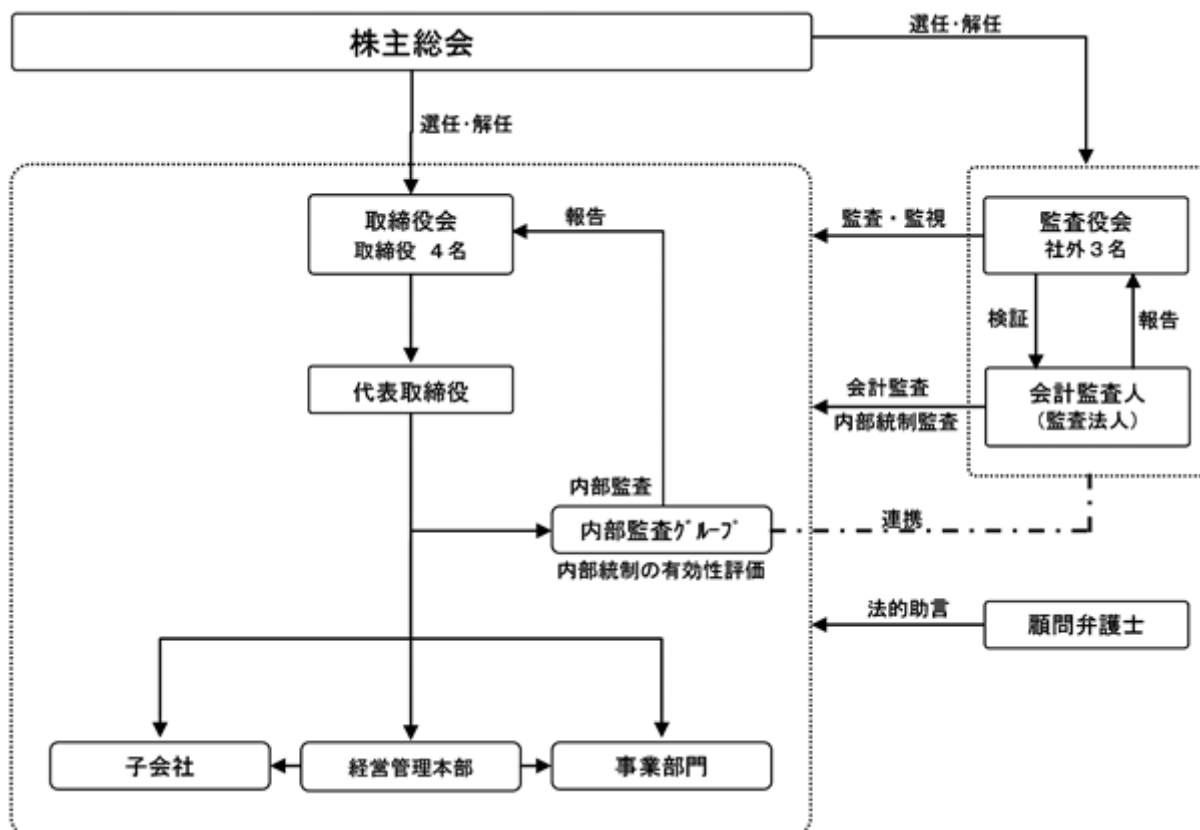 株主総会
選任・解任
選任・解任
取締役会
取締役 4名
報告
監査・監視
監査役会
社外3名
検証
報告
代表取締役
会計監査
内部統制監査
会計監査人
(監査法人)
内部監査
内部監査ｸﾞﾙｰﾌﾟ
連携
内部統制の有効性評価
法的助言
顧問弁護士
子会社
経営管理本部
事業部門